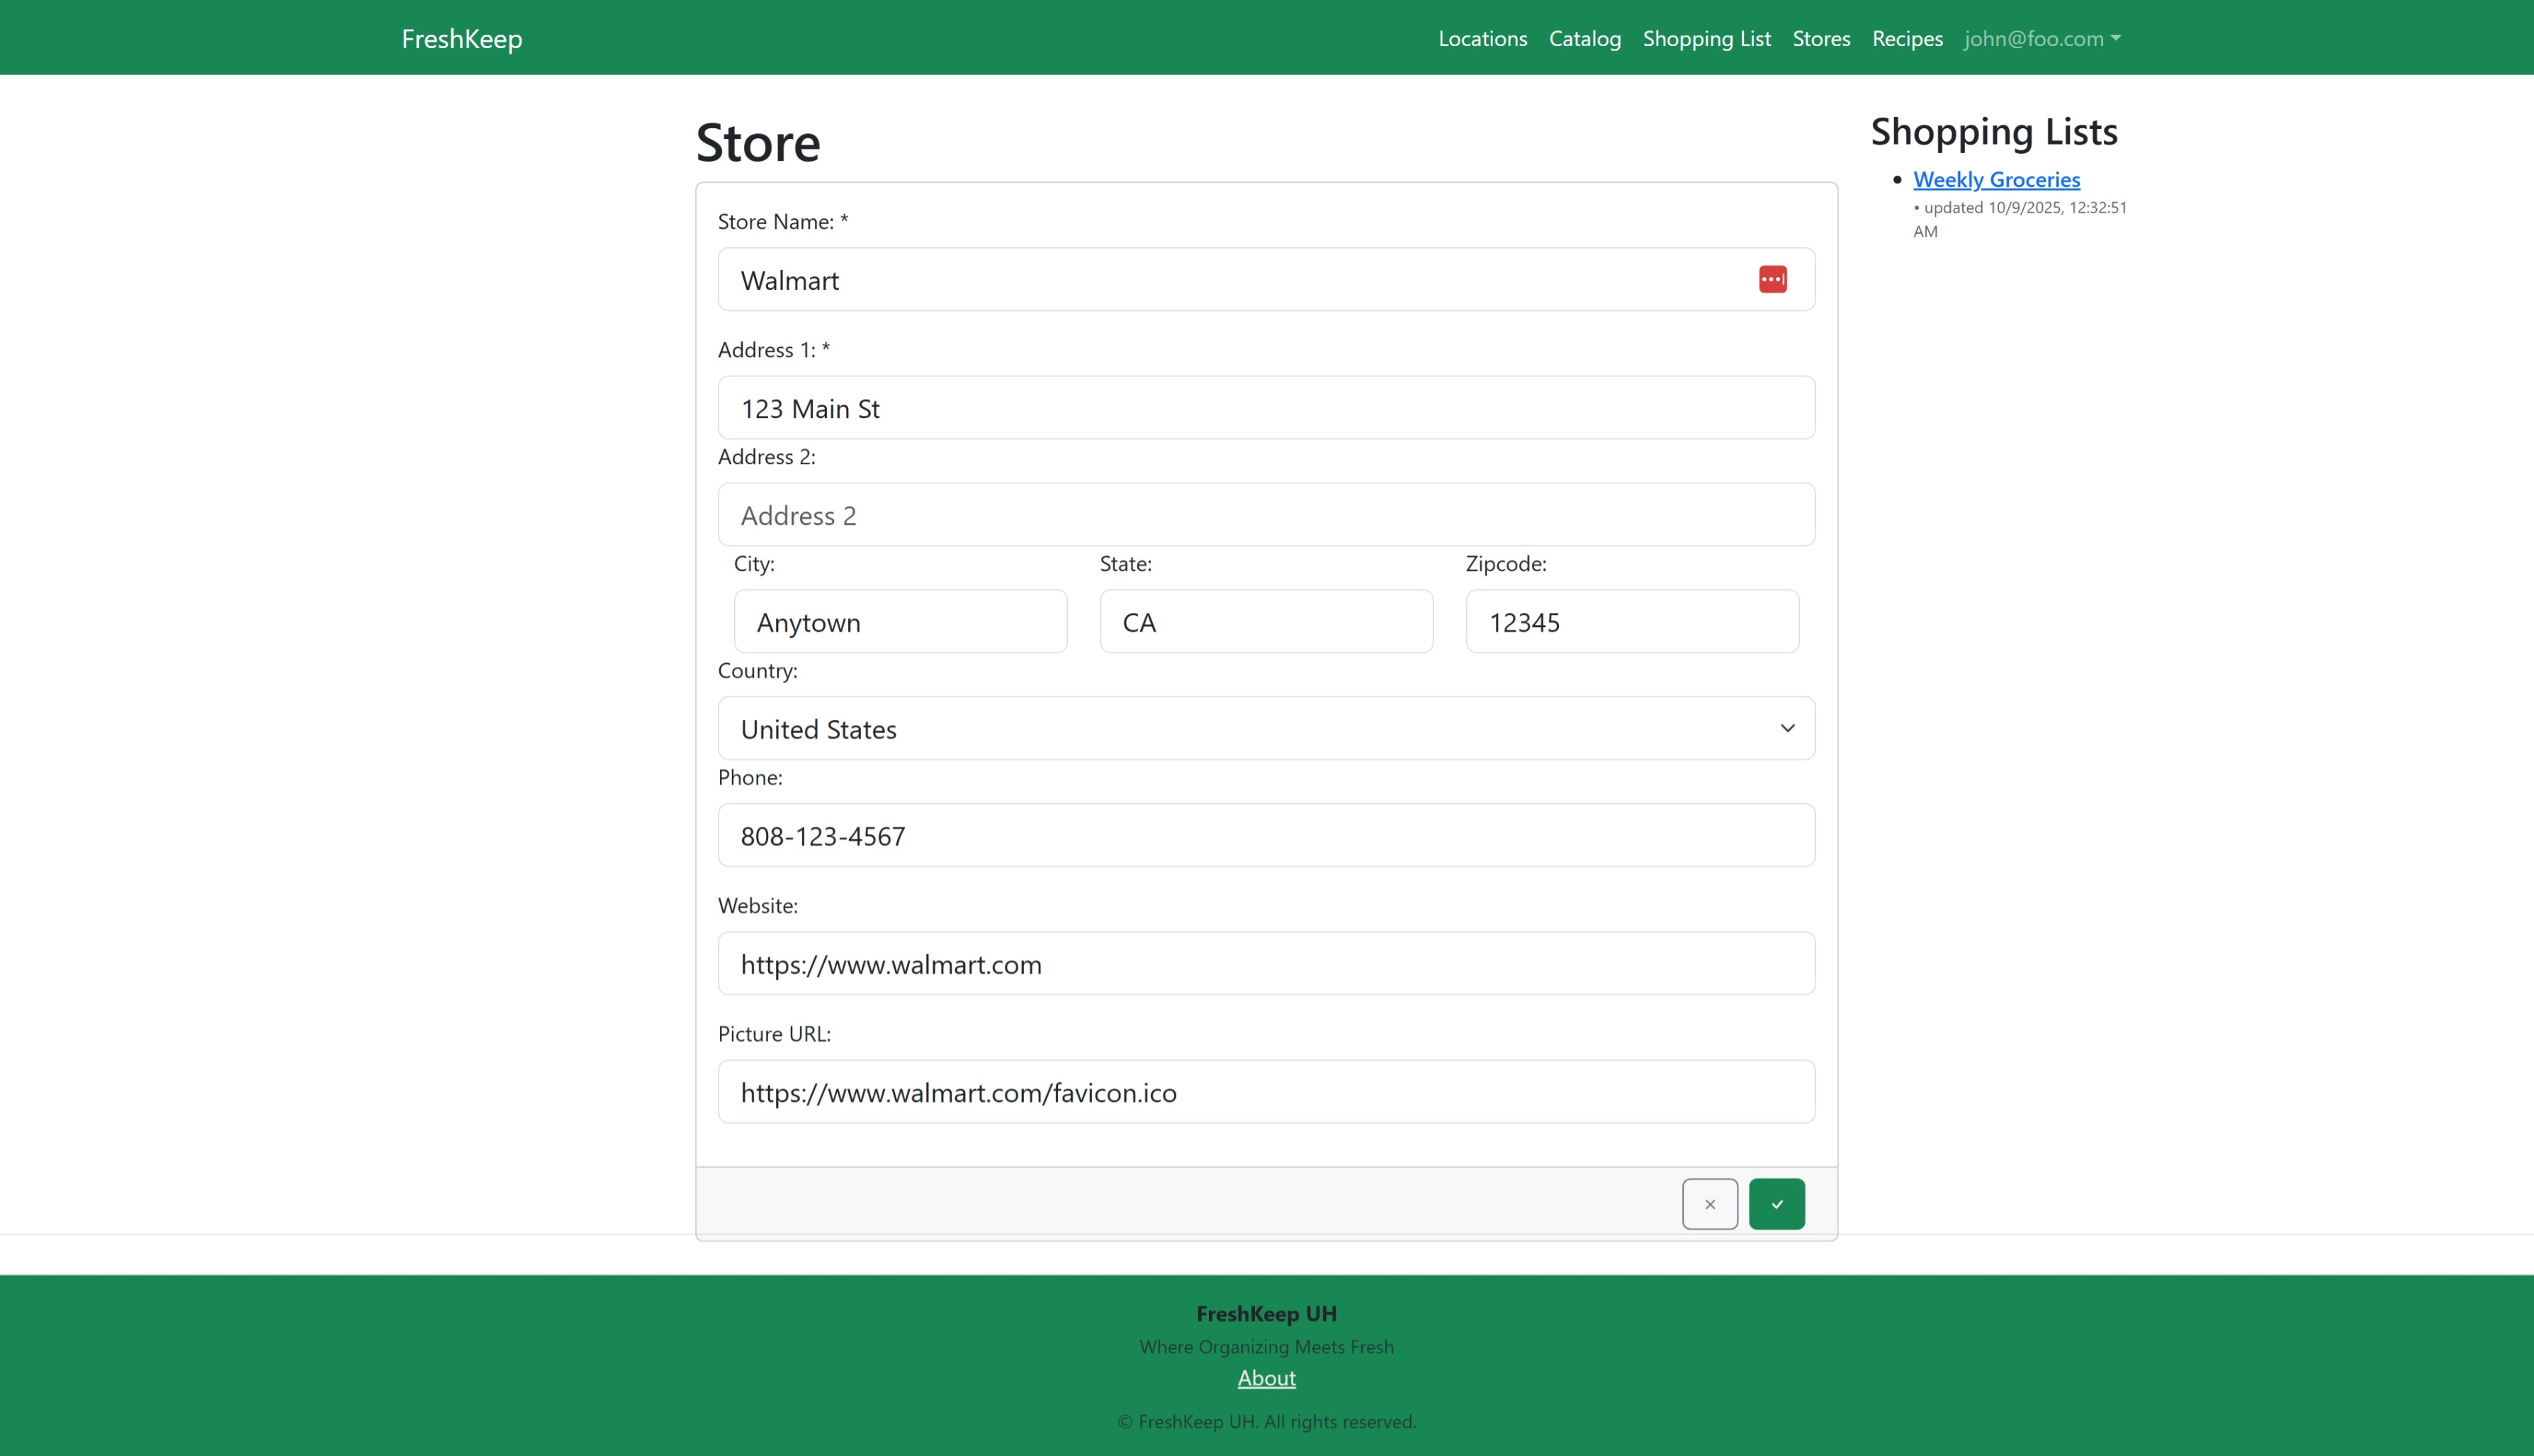 FreshKeep
Locations Catalog Shopping List Stores Recipes john@foo.com
Store
Store Name: *
Walmart
Address 1: *
123 Main St
Address 2:
Address 2
City: State: Zipcode:
Anytown CA 12345
Country:
United States
Phone:
808-123-4567
Website:
https://www.walmart.com
Picture URL:
https://www.walmart.com/favicon.ico
Shopping Lists
• Weekly Groceries
• updated 10/9/2025, 12:32:51
AM
FreshKeep UH
Where Organizing Meets Fresh
About
© FreshKeep UH. All rights reserved.